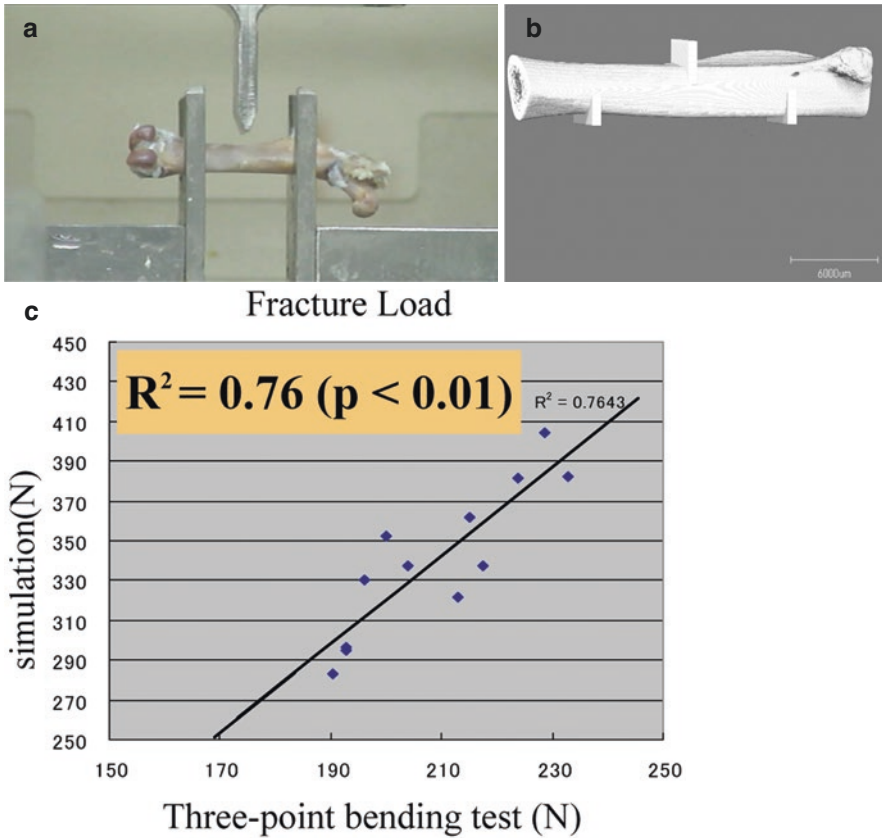 a
b
6000um
c
Fracture Load
R² = 0.76 (p < 0.01)
R² = 0.7643
450
430
410
390
370
350
330
310
290
270
250
simulation(N)
150 170 190 210 230 250
Three-point bending test (N)